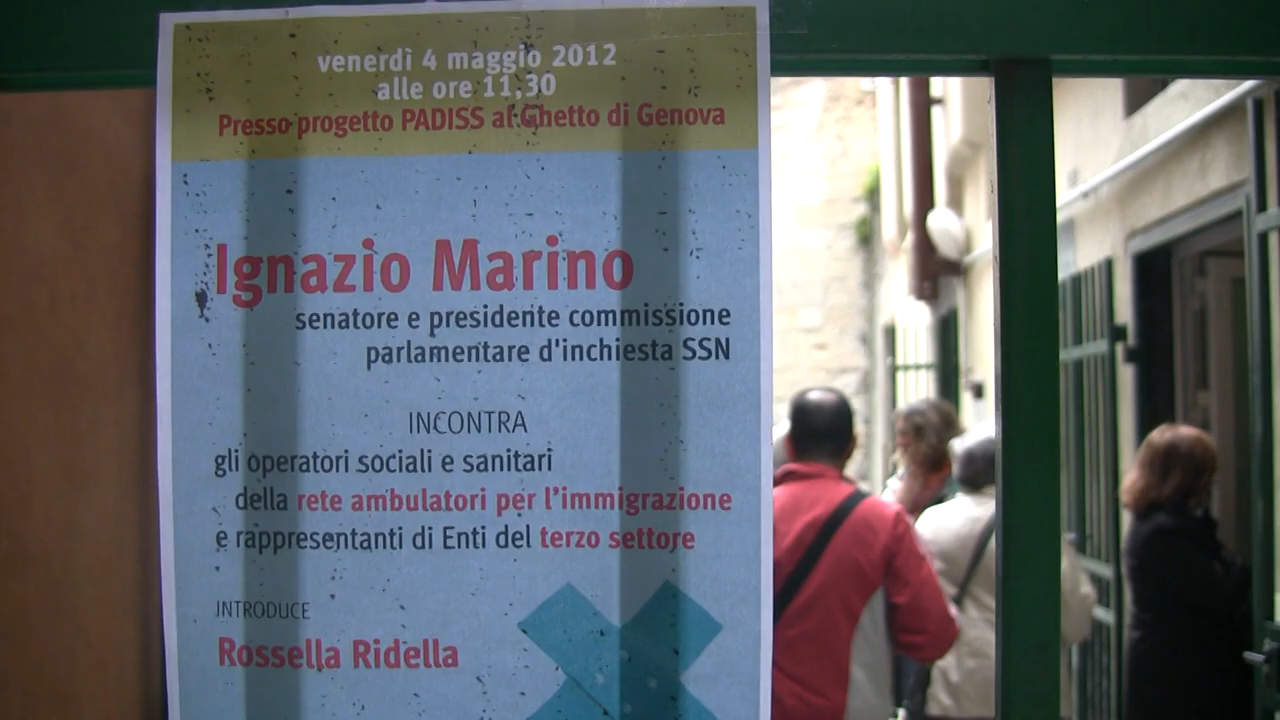 venerdì 4 maggio 2012
alle ore 11,30
Presso progetto PADISS al Ghetto di Genova
Ignazio Marino
senatore e presidente commissione
parlamentare d'inchiesta SSN
INCONTRA
gli operatori sociali e sanitari
della rete ambulatori per l'immigrazione
e rappresentanti di Enti del terzo settore
INTRODUCE
Rossella Ridella